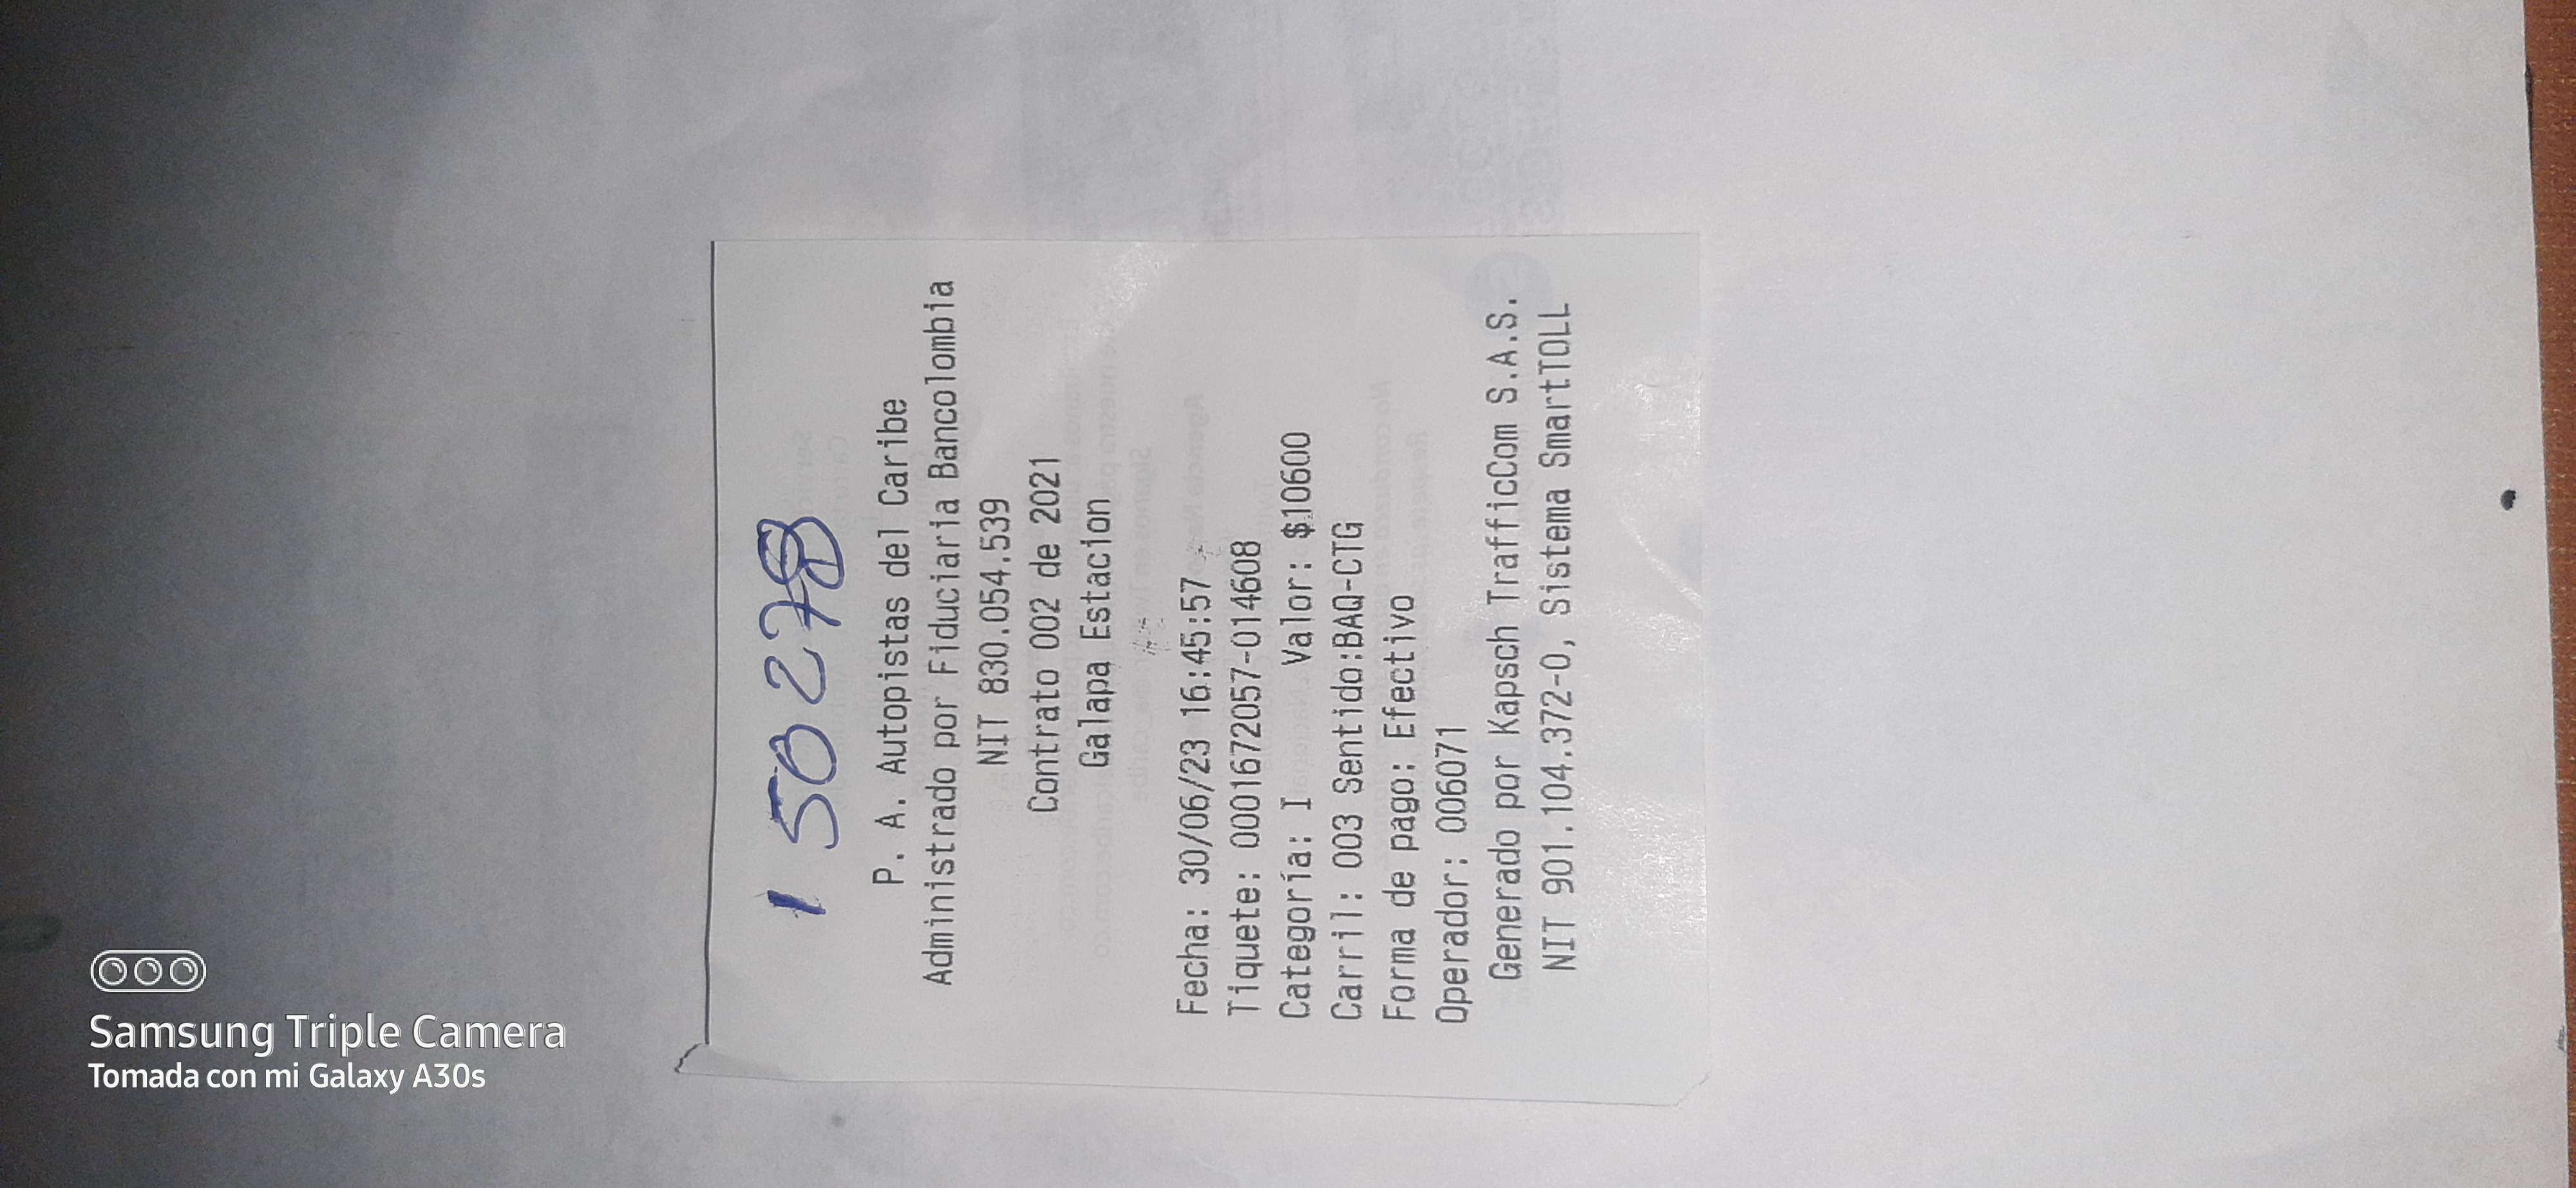 1 50278
P. A. Autopistas del Caribe
Administrado por Fiduciaria Bancolombia
NIT 830.054.539
Contrato 002 de 2021
Galapa Estacion
Fecha: 30/06/23 16:45:57
Tiquete: 0001672057-014608
Categoría: I Valor: $10600
Carril: 003 Sentido:BAQ-CTG
Forma de pago: Efectivo
Operador: 006071
Generado por Kapsch TrafficCom S.A.S.
NIT 901.104.372-0, Sistema SmartTOLL
Samsung Triple Camera
Tomada con mi Galaxy A30s